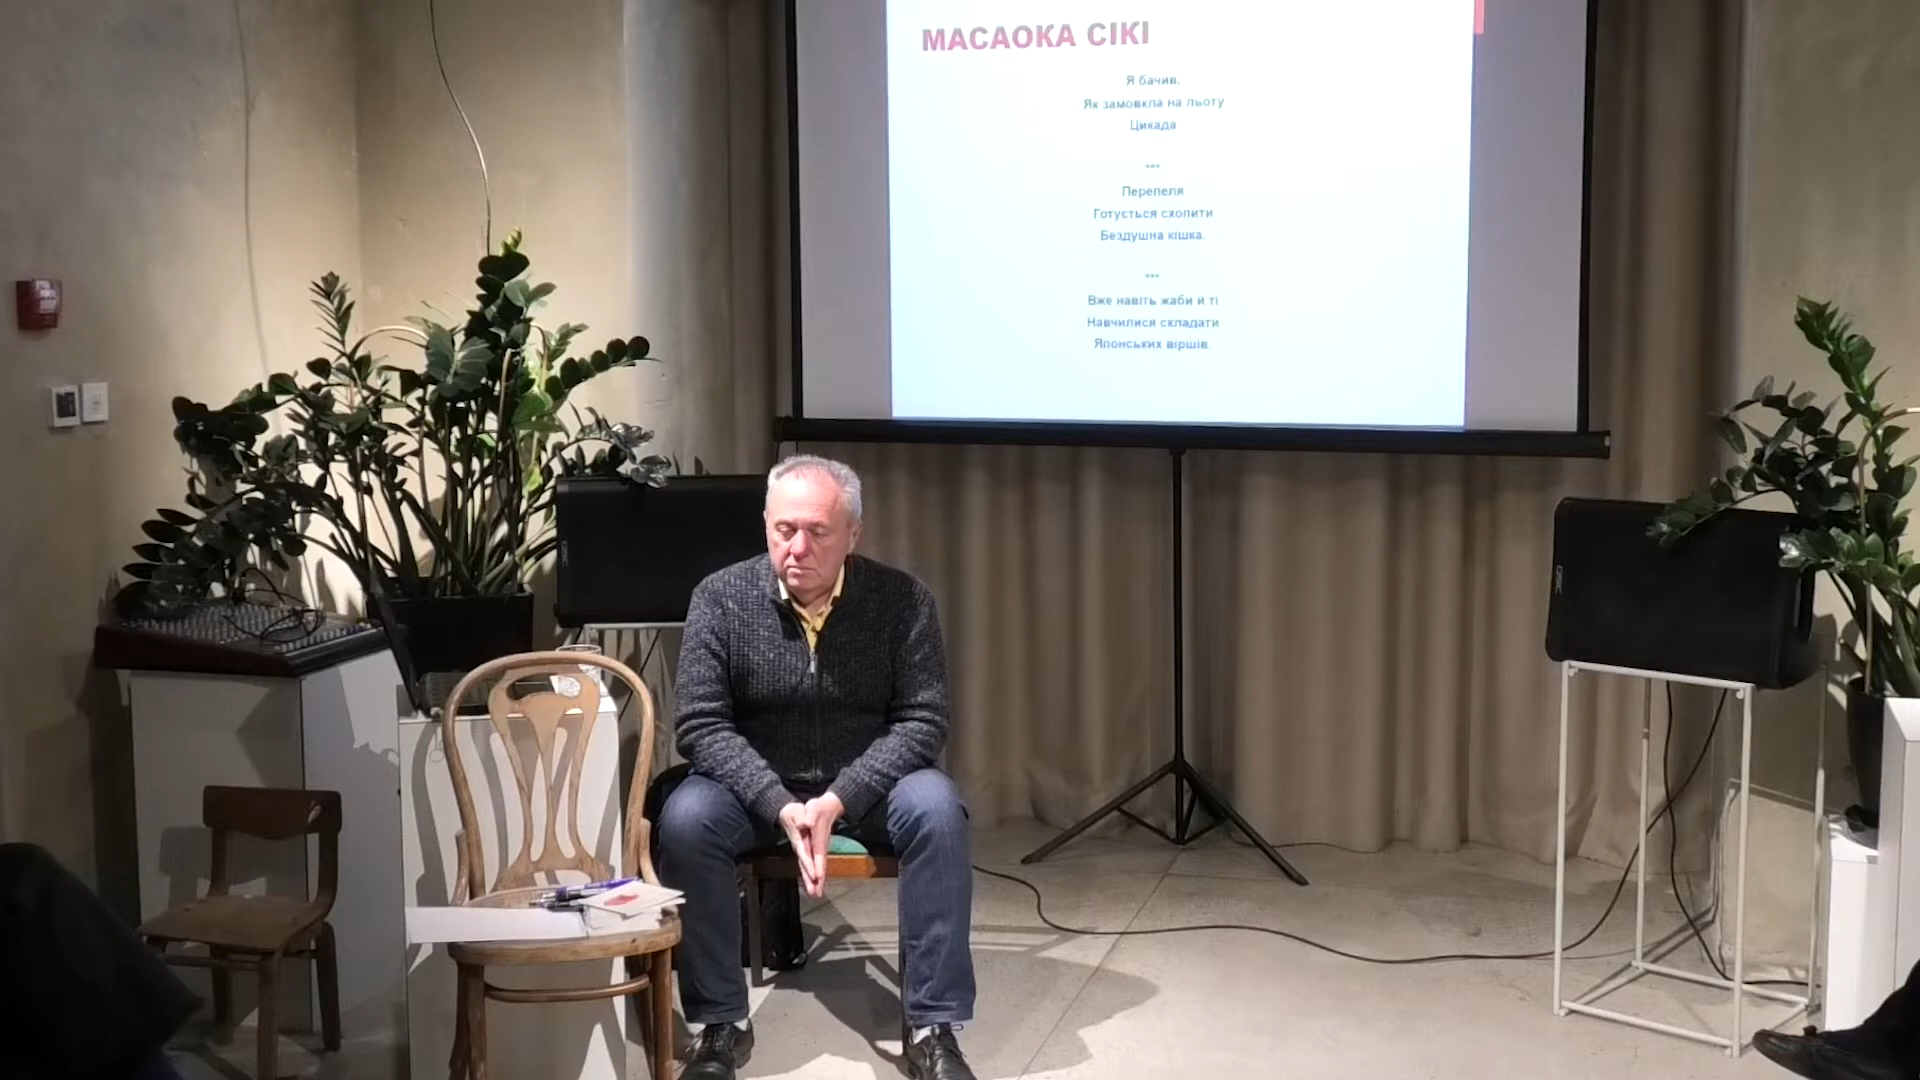 МАСАОКА СІКІ
Я бачив.
Як замовкла на льоту
Цикада
***
Перепеля
Готується схопити
Бездушна кішка.
***
Вже навіть жаби й ті
Навчилися складати
Японських віршів.
QSC